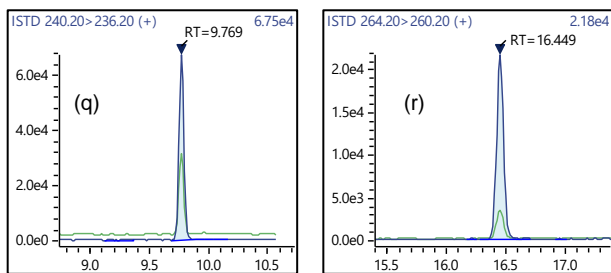 ISTD 240.20>236.20 (+) 6.75e4
RT=9.769
6.0e4
(q)
4.0e4
2.0e4
0.0e0
9.0 9.5 10.0 10.5
ISTD 264.20>260.20 (+) 2.18e4
RT=16.449
2.0e4
(r)
1.5e4
1.0e4
5.0e3
0.0e0
15.5 16.0 16.5 17.0